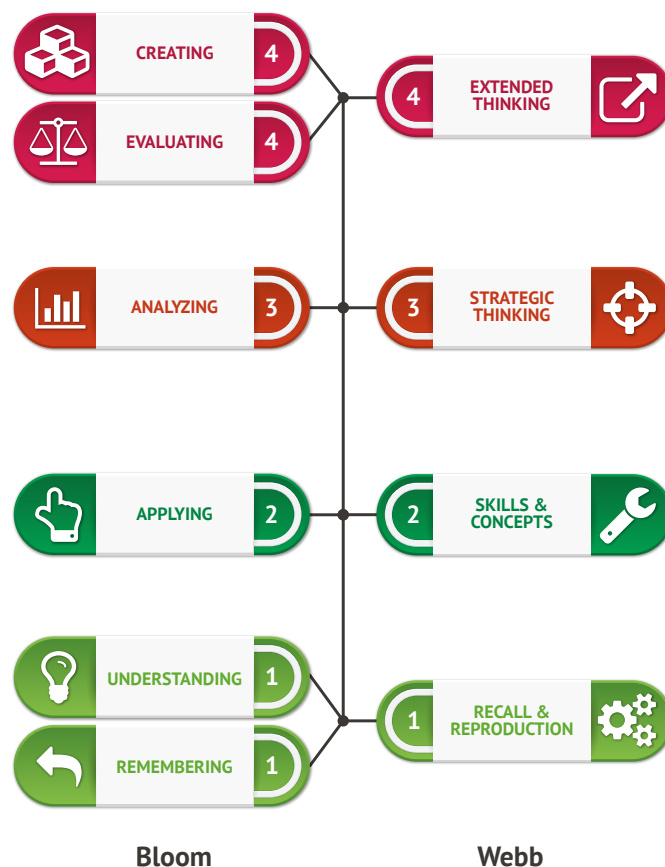 CREATING 4
EVALUATING 4
4 EXTENDED
THINKING
ANALYZING 3
3 STRATEGIC
THINKING
APPLYING 2
2 SKILLS &
CONCEPTS
UNDERSTANDING 1
REMEMBERING 1
1 RECALL &
REPRODUCTION
Bloom
Webb